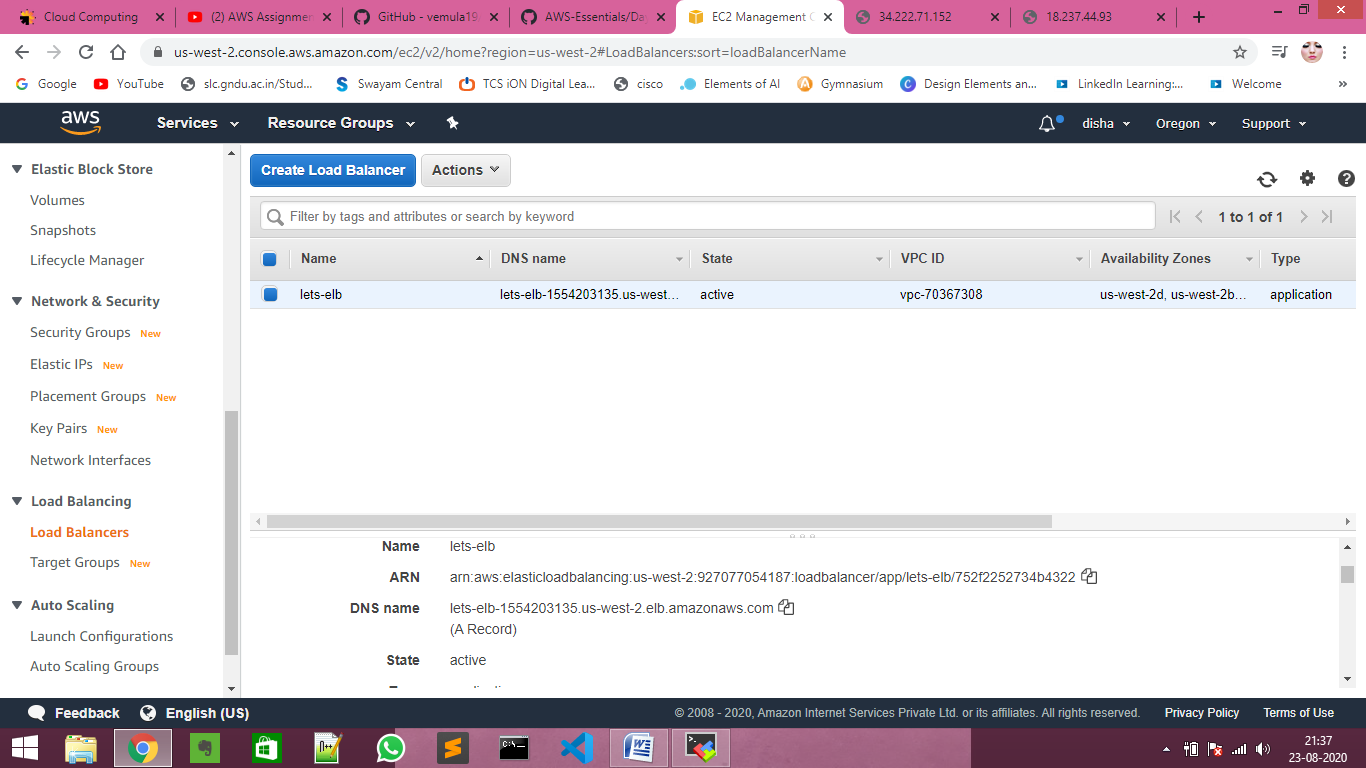 Cloud Computing
(2) AWS Assignmen
GitHub - vemula19
AWS-Essentials/Da
EC2 Management C
34.222.71.152
18.237.44.93
us-west-2.console.aws.amazon.com/ec2/v2/home?region=us-west-2#LoadBalancers:sort=loadBalancerName
Google YouTube slc.gndu.ac.in/Stud... Swayam Central TCS iON Digital Lea... cisco Elements of AI Gymnasium Design Elements an... LinkedIn Learning:... Welcome »
aws Services Resource Groups disha Oregon Support
Elastic Block Store
Volumes
Snapshots
Lifecycle Manager
Network & Security
Security Groups New
Elastic IPs New
Placement Groups New
Key Pairs New
Network Interfaces
Load Balancing
Load Balancers
Target Groups New
Auto Scaling
Launch Configurations
Auto Scaling Groups
Create Load Balancer Actions
Filter by tags and attributes or search by keyword
1 to 1 of 1
Name DNS name State VPC ID Availability Zones Type
lets-elb lets-elb-1554203135.us-west... active vpc-70367308 us-west-2d, us-west-2b... application
Name lets-elb
ARN arn:aws:elasticloadbalancing:us-west-2:927077054187:loadbalancer/app/lets-elb/752f2252734b4322
DNS name lets-elb-1554203135.us-west-2.elb.amazonaws.com
(A Record)
State active
Feedback English (US) © 2008 - 2020, Amazon Internet Services Private Ltd. or its affiliates. All rights reserved. Privacy Policy Terms of Use
21:37
23-08-2020